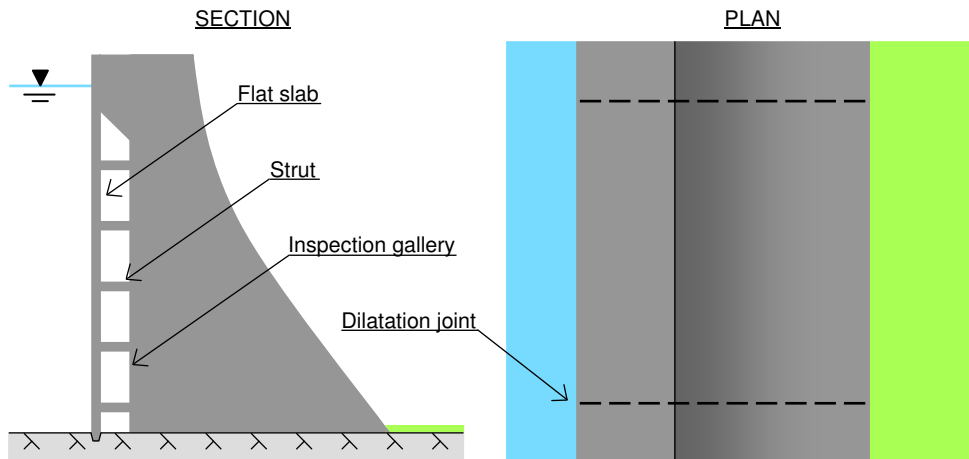 SECTION
PLAN
Flat slab
Strut
Inspection gallery
Dilatation joint